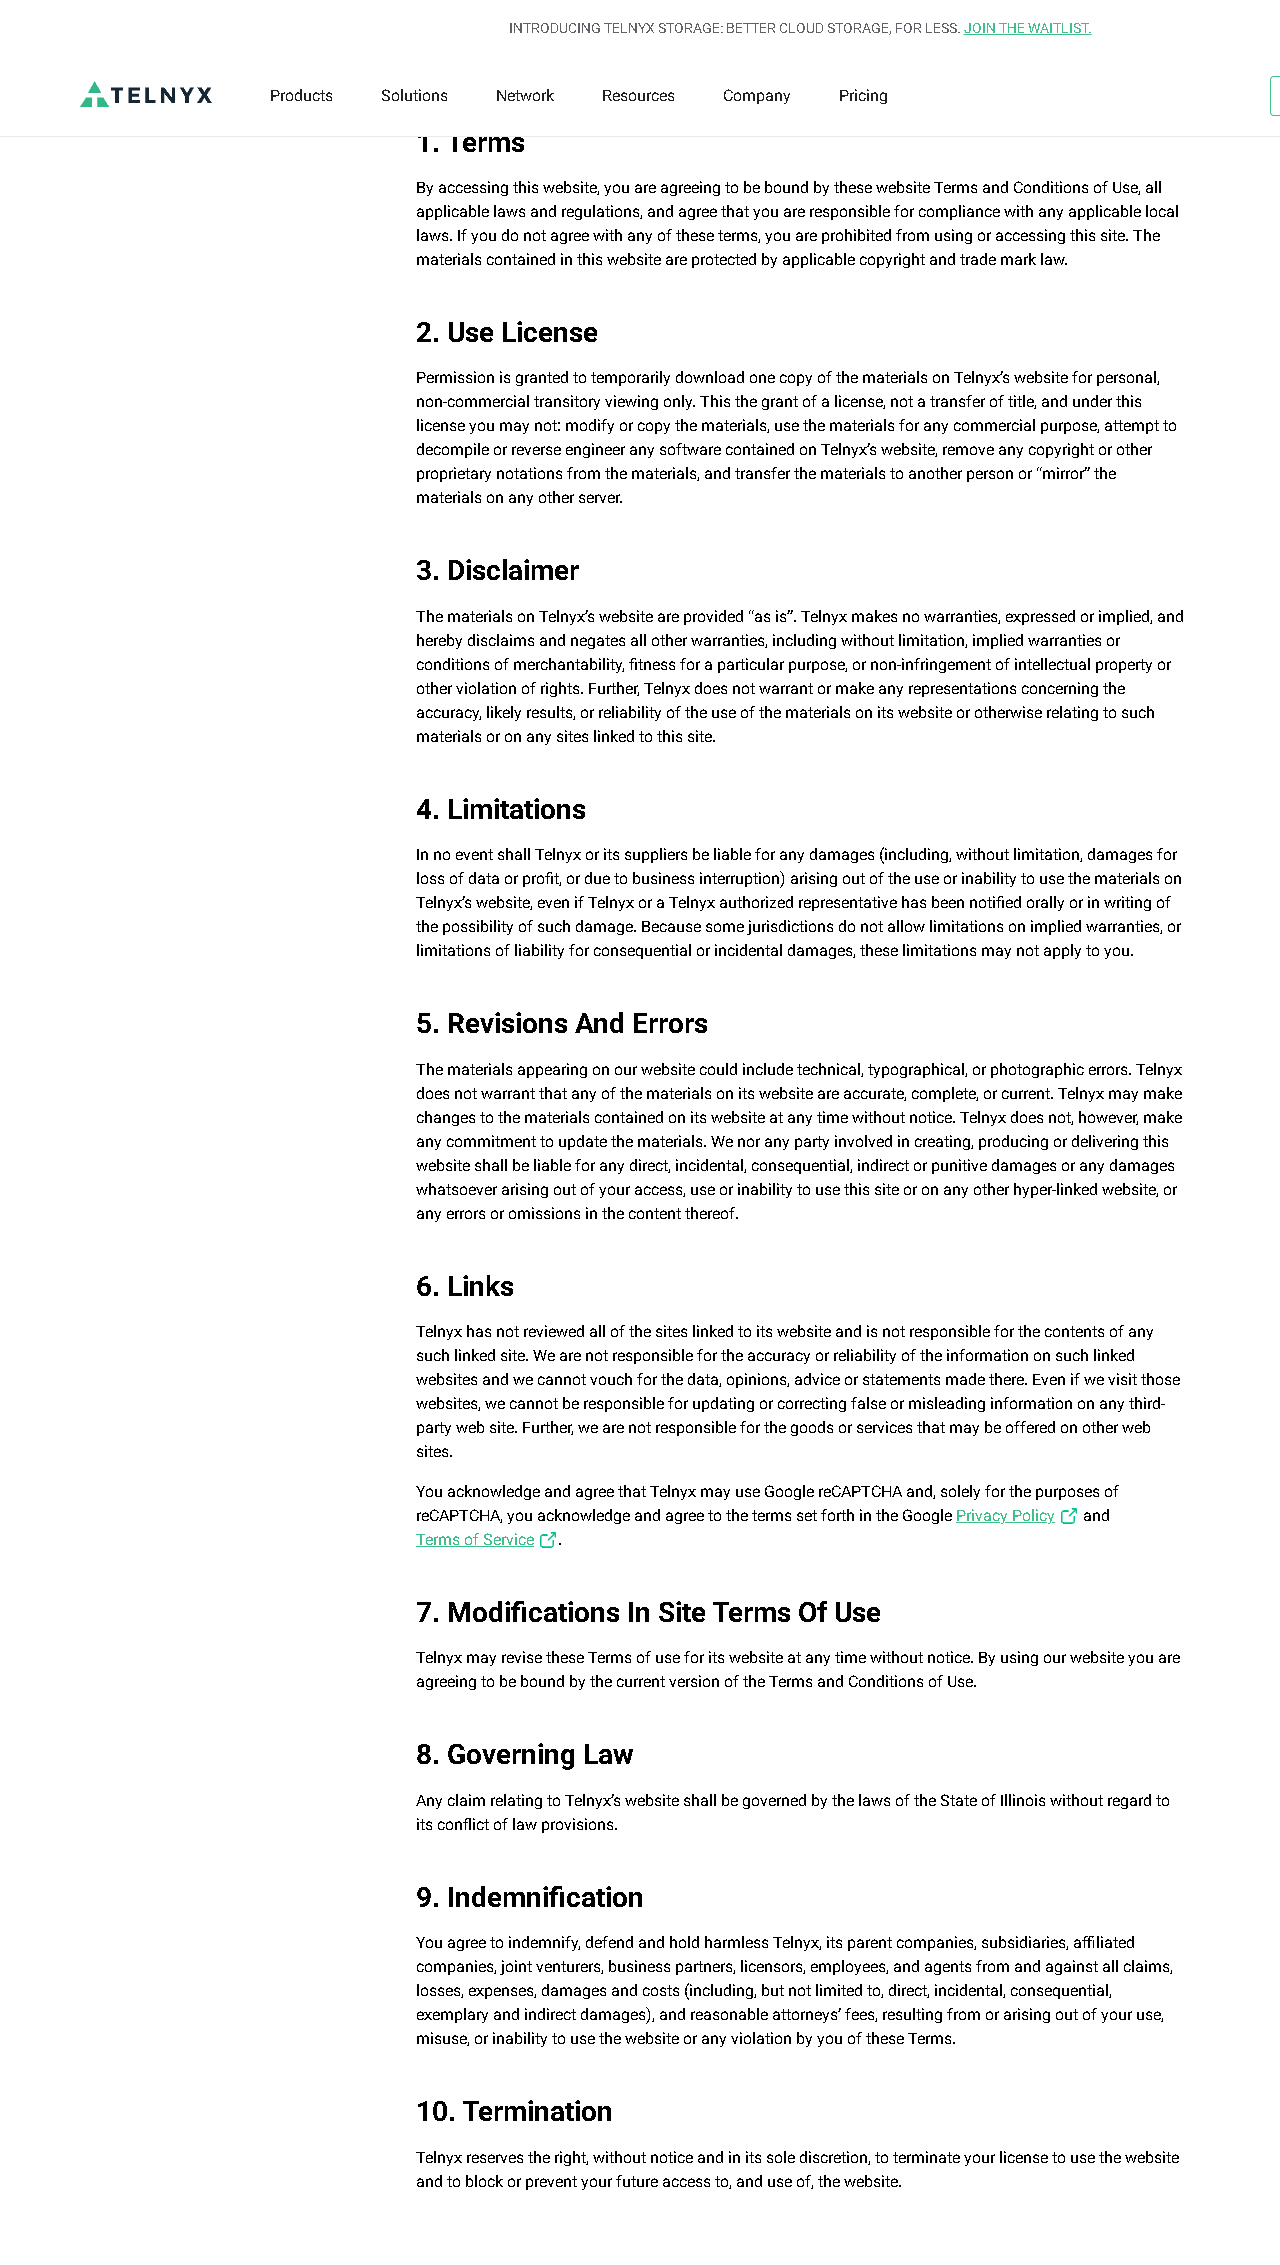 INTRODUCING TELNYX STORAGE: BETTER CLOUD STORAGE, FOR LESS. JOIN THE WAITLIST.
TELNYX Products Solutions Network Resources Company Pricing
1. Terms
By accessing this website, you are agreeing to be bound by these website Terms and Conditions of Use, all
applicable laws and regulations, and agree that you are responsible for compliance with any applicable local
laws. If you do not agree with any of these terms, you are prohibited from using or accessing this site. The
materials contained in this website are protected by applicable copyright and trade mark law.
2. Use License
Permission is granted to temporarily download one copy of the materials on Telnyx’s website for personal,
non-commercial transitory viewing only. This the grant of a license, not a transfer of title, and under this
license you may not: modify or copy the materials, use the materials for any commercial purpose, attempt to
decompile or reverse engineer any software contained on Telnyx’s website, remove any copyright or other
proprietary notations from the materials, and transfer the materials to another person or “mirror” the
materials on any other server.
3. Disclaimer
The materials on Telnyx’s website are provided “as is”. Telnyx makes no warranties, expressed or implied, and
hereby disclaims and negates all other warranties, including without limitation, implied warranties or
conditions of merchantability, fitness for a particular purpose, or non-infringement of intellectual property or
other violation of rights. Further, Telnyx does not warrant or make any representations concerning the
accuracy, likely results, or reliability of the use of the materials on its website or otherwise relating to such
materials or on any sites linked to this site.
4. Limitations
In no event shall Telnyx or its suppliers be liable for any damages (including, without limitation, damages for
loss of data or profit, or due to business interruption) arising out of the use or inability to use the materials on
Telnyx’s website, even if Telnyx or a Telnyx authorized representative has been notified orally or in writing of
the possibility of such damage. Because some jurisdictions do not allow limitations on implied warranties, or
limitations of liability for consequential or incidental damages, these limitations may not apply to you.
5. Revisions And Errors
The materials appearing on our website could include technical, typographical, or photographic errors. Telnyx
does not warrant that any of the materials on its website are accurate, complete, or current. Telnyx may make
changes to the materials contained on its website at any time without notice. Telnyx does not, however, make
any commitment to update the materials. We nor any party involved in creating, producing or delivering this
website shall be liable for any direct, incidental, consequential, indirect or punitive damages or any damages
whatsoever arising out of your access, use or inability to use this site or on any other hyper-linked website, or
any errors or omissions in the content thereof.
6. Links
Telnyx has not reviewed all of the sites linked to its website and is not responsible for the contents of any
such linked site. We are not responsible for the accuracy or reliability of the information on such linked
websites and we cannot vouch for the data, opinions, advice or statements made there. Even if we visit those
websites, we cannot be responsible for updating or correcting false or misleading information on any third-
party web site. Further, we are not responsible for the goods or services that may be offered on other web
sites.
You acknowledge and agree that Telnyx may use Google reCAPTCHA and, solely for the purposes of
reCAPTCHA, you acknowledge and agree to the terms set forth in the Google Privacy Policy and
Terms of Service .
7. Modifications In Site Terms Of Use
Telnyx may revise these Terms of use for its website at any time without notice. By using our website you are
agreeing to be bound by the current version of the Terms and Conditions of Use.
8. Governing Law
Any claim relating to Telnyx’s website shall be governed by the laws of the State of Illinois without regard to
its conflict of law provisions.
9. Indemnification
You agree to indemnify, defend and hold harmless Telnyx, its parent companies, subsidiaries, affiliated
companies, joint venturers, business partners, licensors, employees, and agents from and against all claims,
losses, expenses, damages and costs (including, but not limited to, direct, incidental, consequential,
exemplary and indirect damages), and reasonable attorneys’ fees, resulting from or arising out of your use,
misuse, or inability to use the website or any violation by you of these Terms.
10. Termination
Telnyx reserves the right, without notice and in its sole discretion, to terminate your license to use the website
and to block or prevent your future access to, and use of, the website.